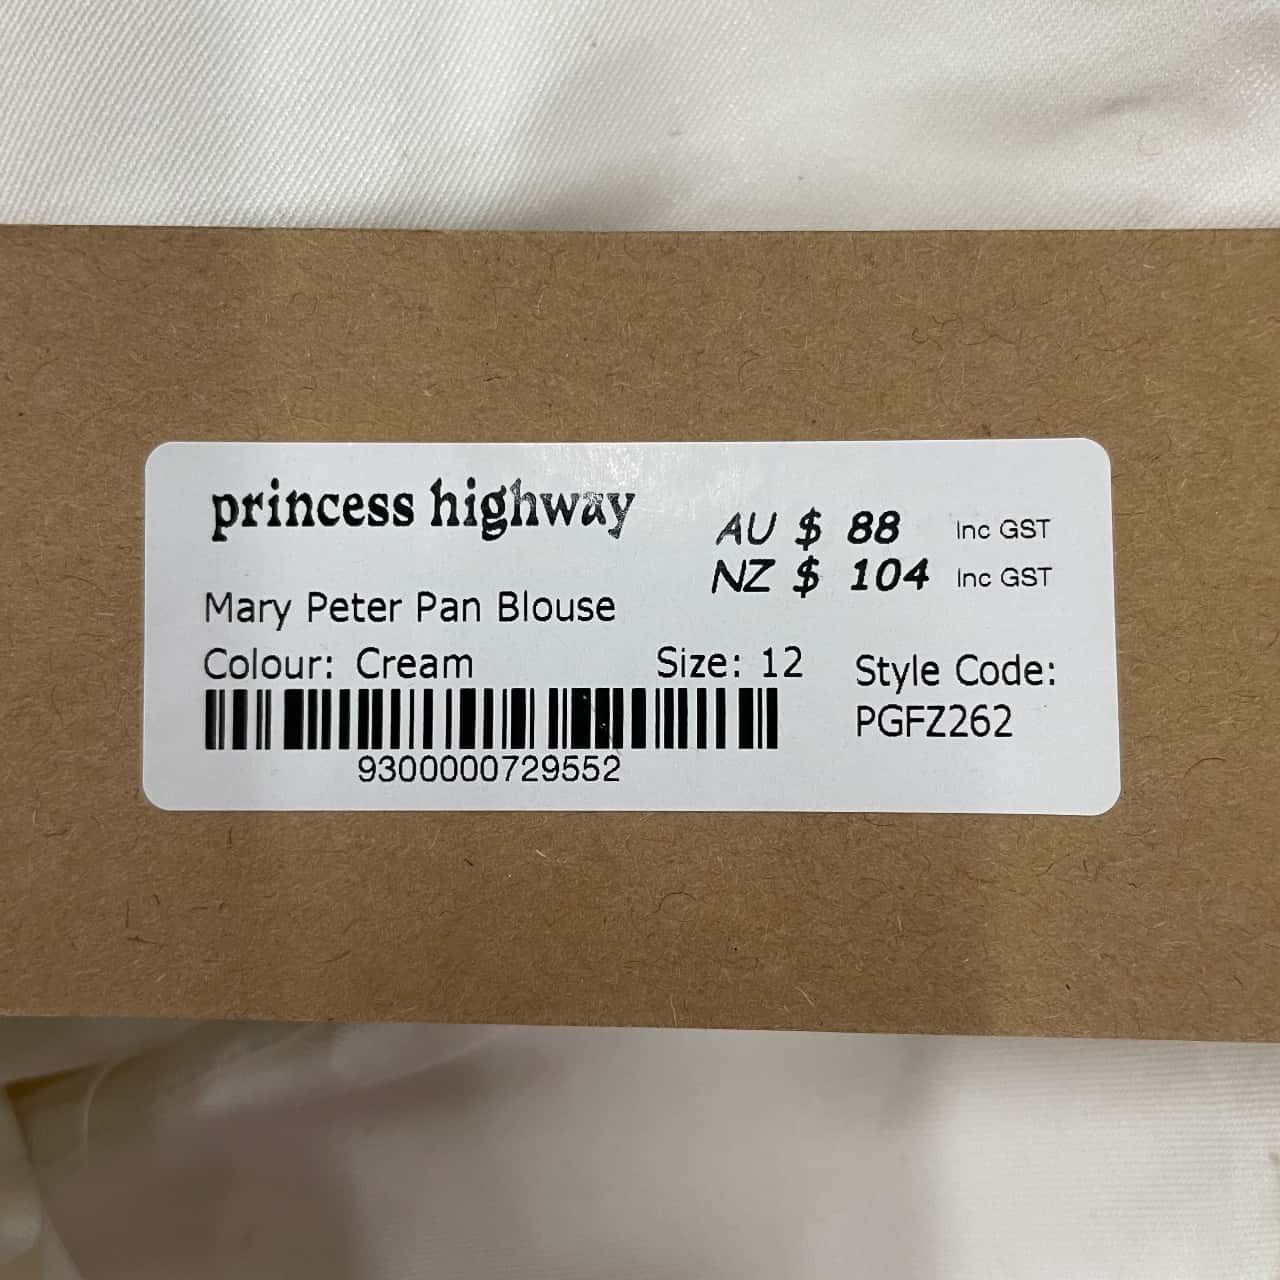 princess highway
AU $ 88 Inc GST
NZ $ 104 Inc GST
Mary Peter Pan Blouse
Colour: Cream Size: 12
Style Code:
PGFZ262
9300000729552